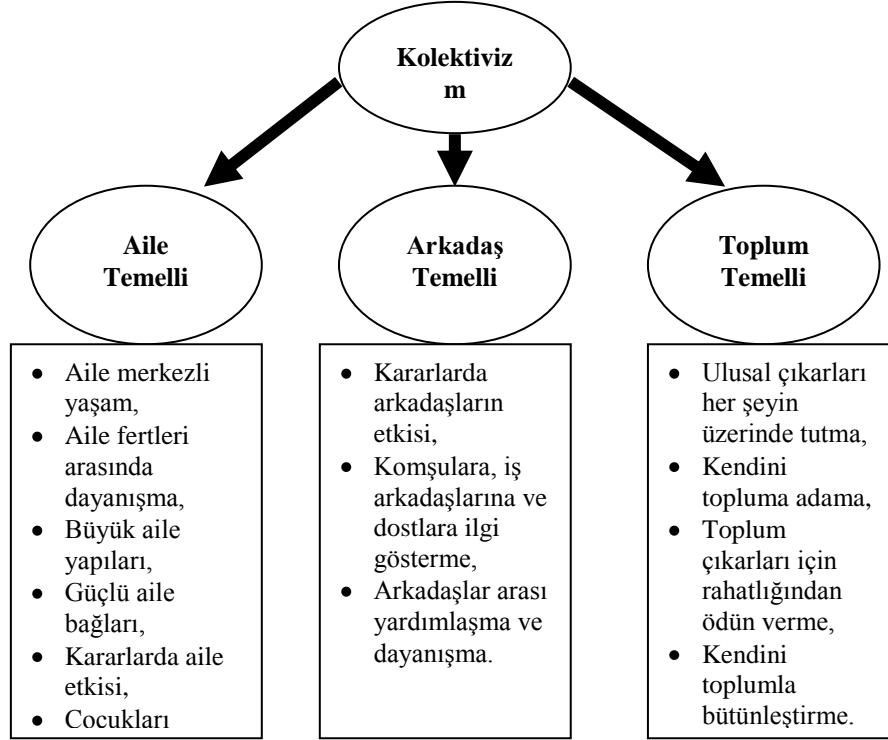 Kolektiviz
m
Aile
Temelli
Arkadaş
Temelli
Toplum
Temelli
• Aile merkezli
yaşam,
• Aile fertleri
arasında
dayanışma,
• Büyük aile
yapıları,
• Güçlü aile
bağları,
• Kararlarda aile
etkisi,
• Çocukları
• Kararlarda
arkadaşların
etkisi,
• Komşulara, iş
arkadaşlarına ve
dostlara ilgi
gösterme,
• Arkadaşlar arası
yardımlaşma ve
dayanışma.
• Ulusal çıkarları
her şeyin
üzerinde tutma,
• Kendini
topluma adama,
• Toplum
çıkarları için
rahatlığından
ödün verme,
• Kendini
toplumla
bütünleştirme.